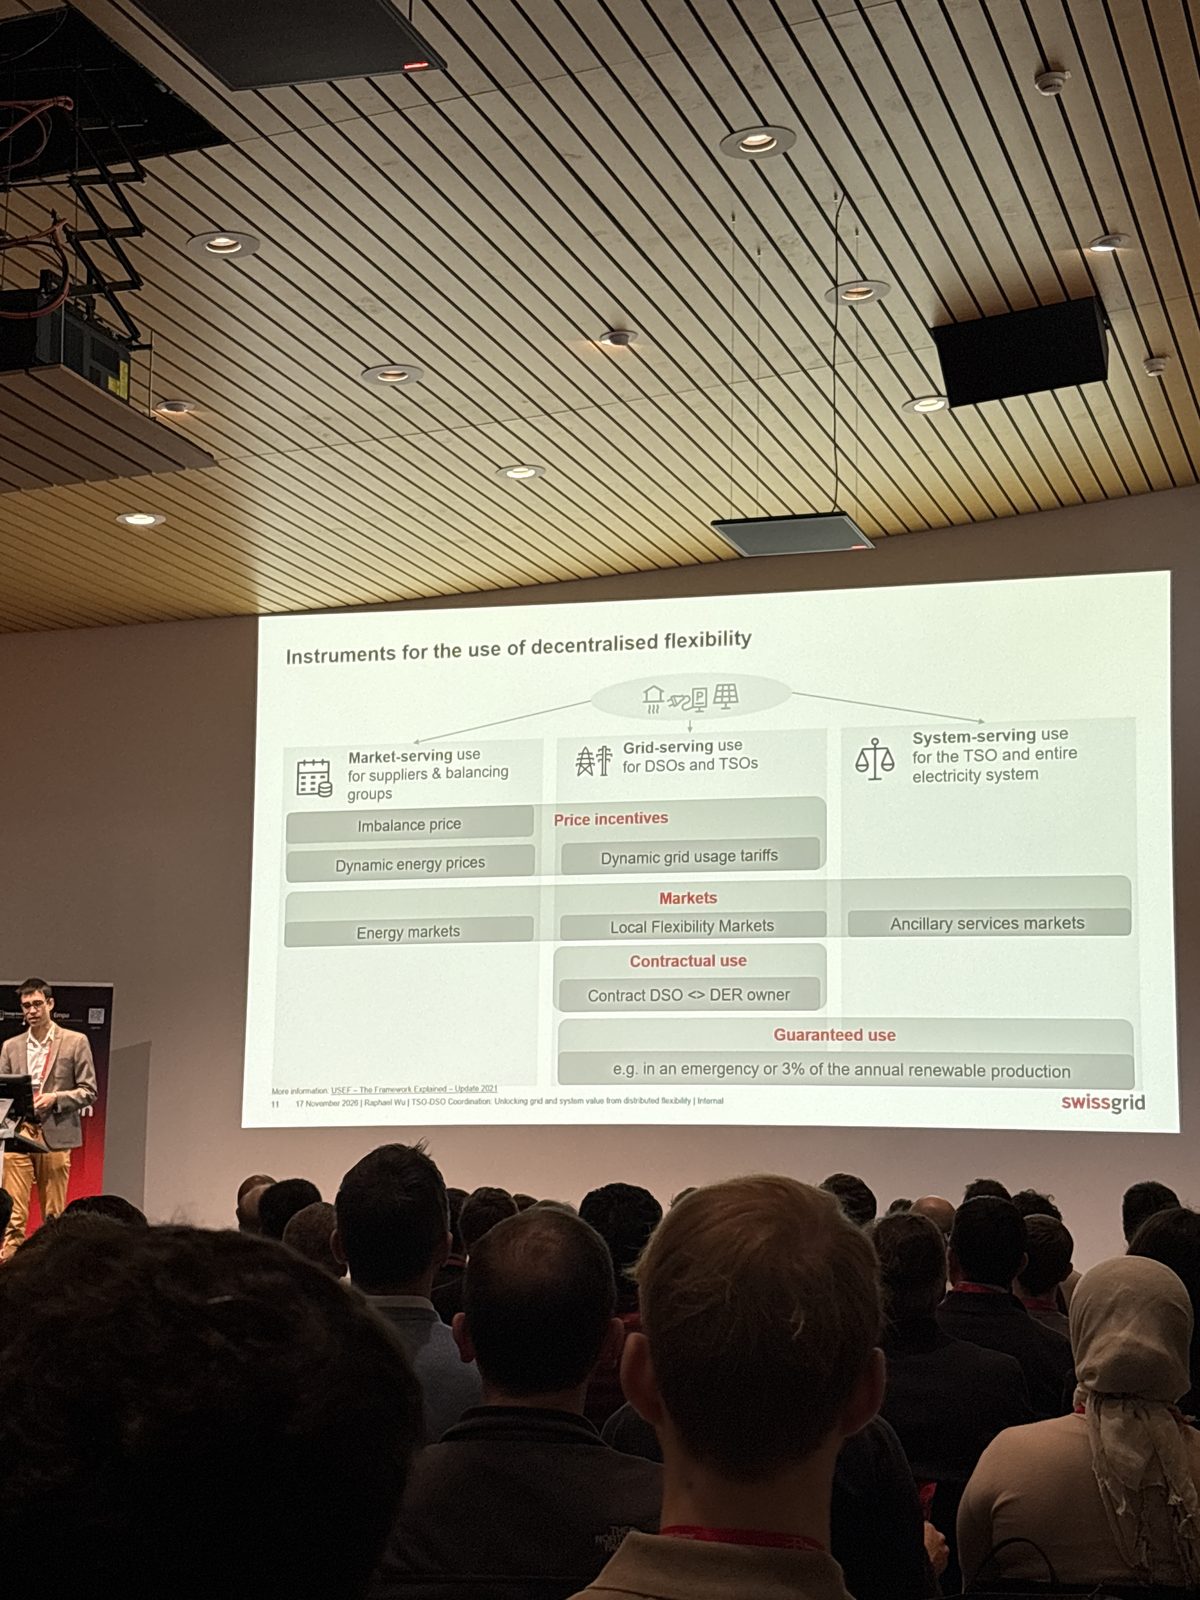 Instruments for the use of decentralised flexibility
P
Market-serving use
for suppliers & balancing
groups
Grid-serving use
for DSOs and TSOs
System-serving use
for the TSO and entire
electricity system
Imbalance price
Price incentives
Dynamic energy prices
Dynamic grid usage tariffs
Markets
Energy markets
Local Flexibility Markets
Ancillary services markets
Contractual use
Contract DSO <> DER owner
Guaranteed use
e.g. in an emergency or 3% of the annual renewable production
More information: USEF – The Framework Explained – Update 2021
11 17 November 2026 | Raphael Wu | TSO-DSO Coordination: Unlocking grid and system value from distributed flexibility | Internal
swissgrid
Empa
THE
NORTH